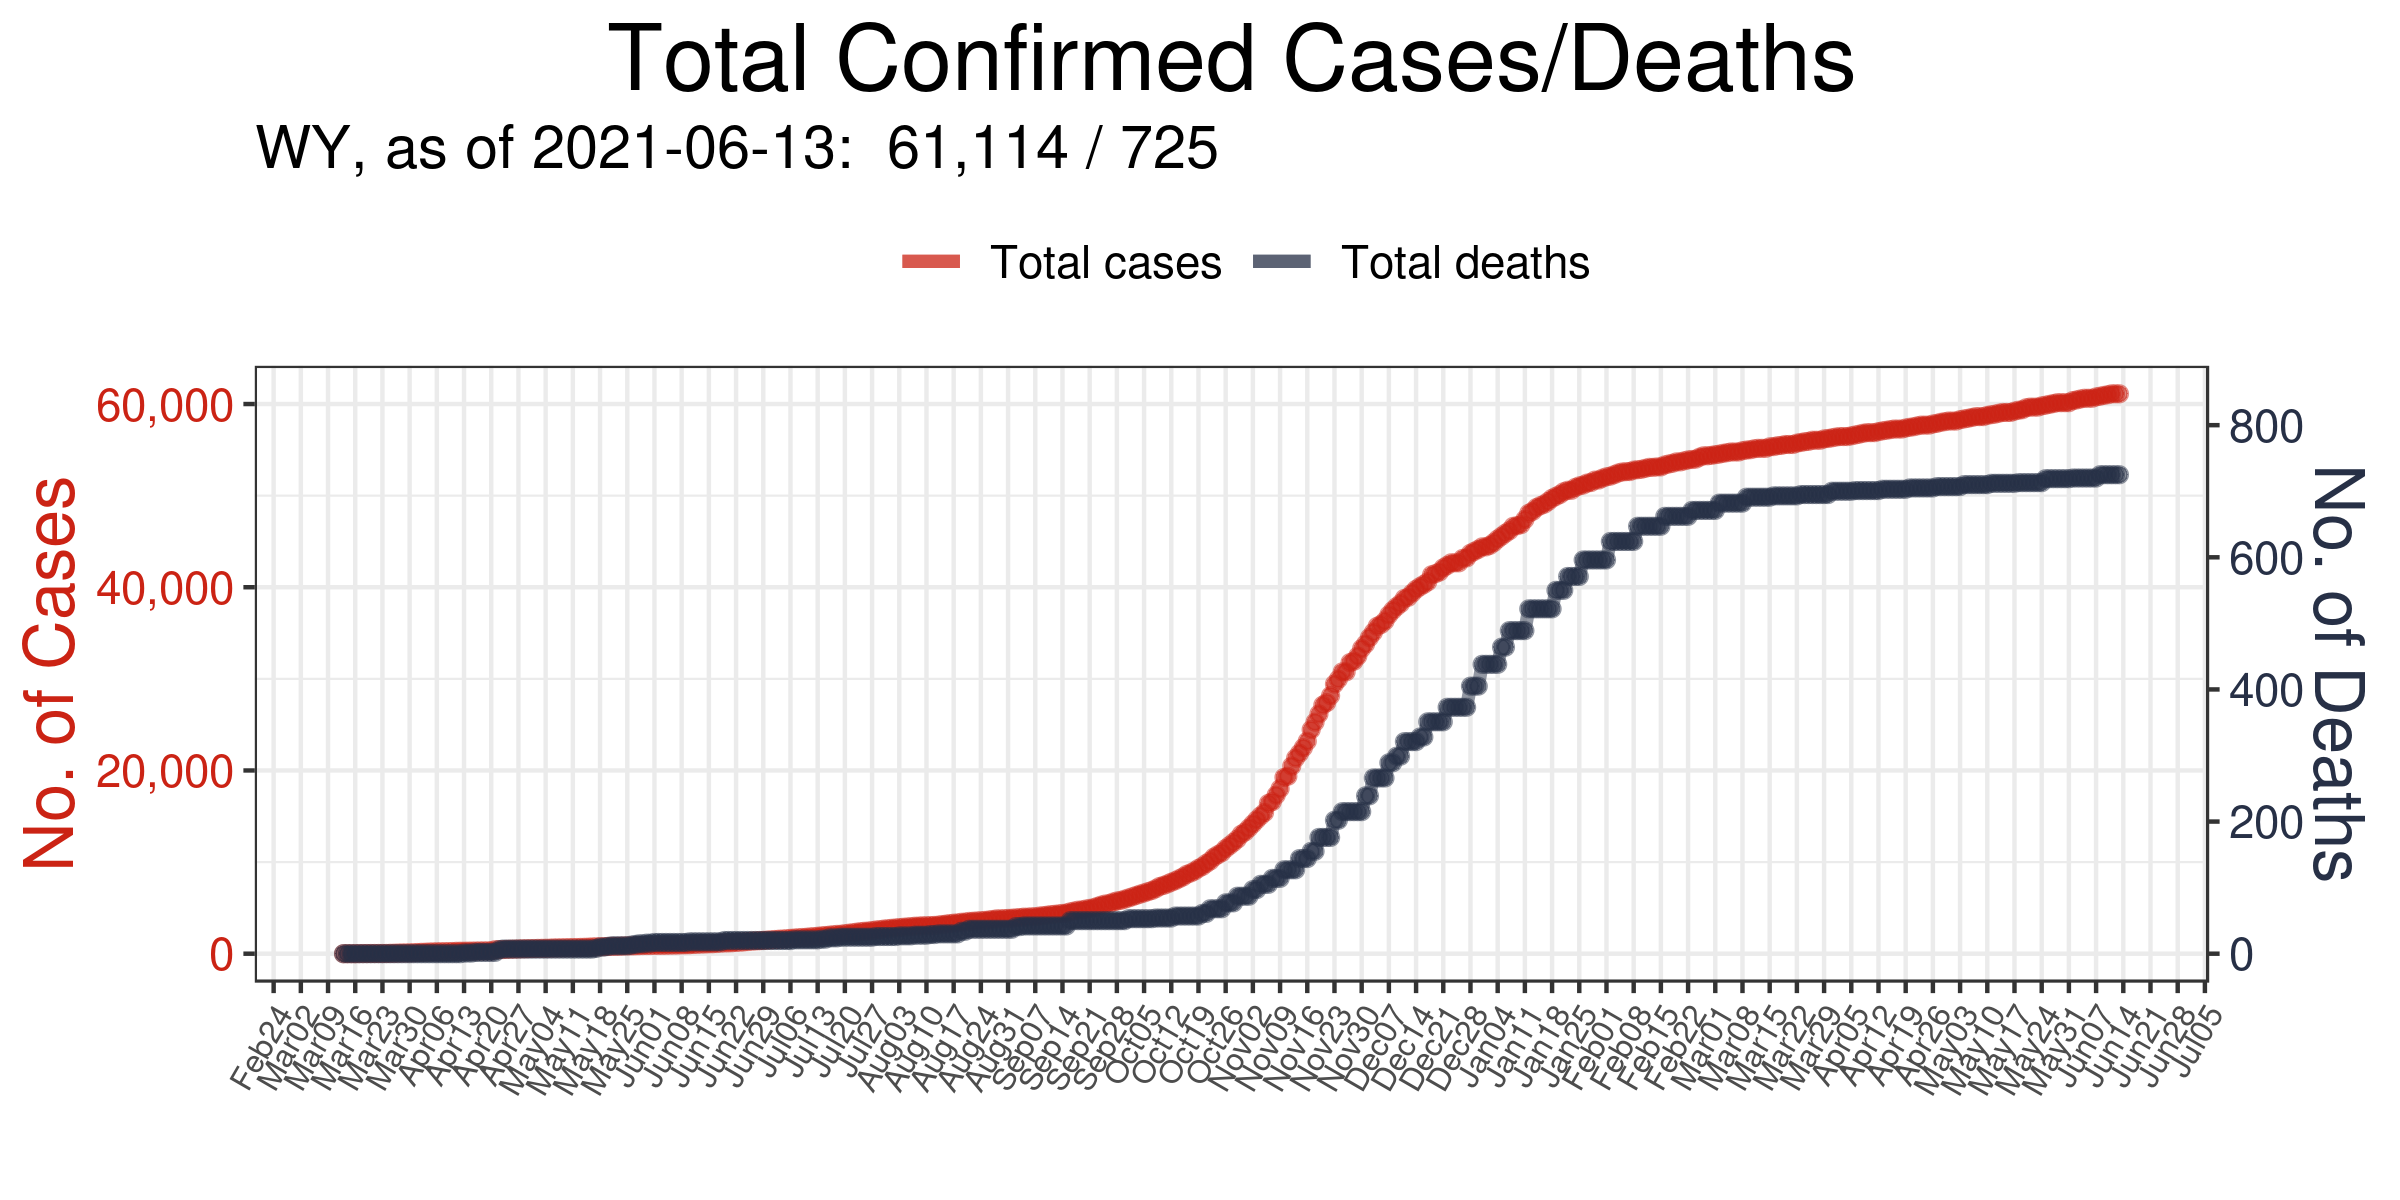 Total Confirmed Cases/Deaths
WY, as of 2021-06-13: 61,114 / 725
Total cases
Total deaths
No. of Cases
60,000
40,000
20,000
0
800
600
400
200
0
No. of Deaths
Feb24
Mar02
Mar09
Mar16
Mar23
Mar30
Apr06
Apr13
Apr20
Apr27
May04
May11
May18
May25
Jun01
Jun08
Jun15
Jun22
Jun29
Jul06
Jul13
Jul20
Jul27
Aug03
Aug10
Aug17
Aug24
Aug31
Sep07
Sep14
Sep21
Sep28
Oct05
Oct12
Oct19
Oct26
Nov02
Nov09
Nov16
Nov23
Nov30
Dec07
Dec14
Dec21
Dec28
Jan04
Jan11
Jan18
Jan25
Feb01
Feb08
Feb15
Feb22
Mar01
Mar08
Mar15
Mar22
Mar29
Apr05
Apr12
Apr19
Apr26
May03
May10
May17
May24
May31
Jun07
Jun14
Jun21
Jun28
Jul05